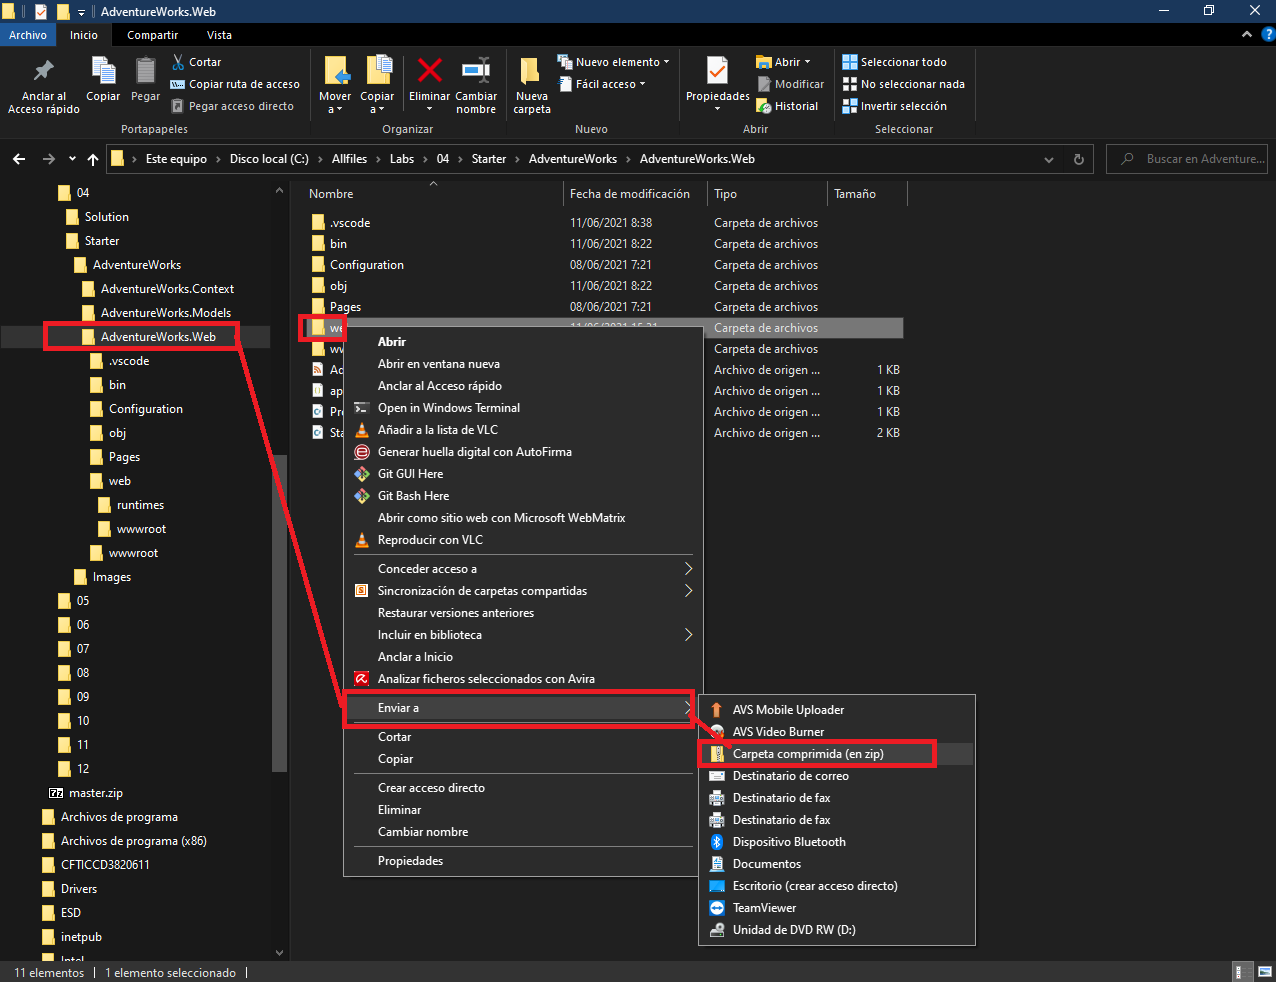 AdventureWorks.Web
Archivo Inicio Compartir Vista
Anclar al Acceso rápido
Copiar
Pegar
Cortar
Copiar ruta de acceso
Pegar acceso directo
Portapapeles
Mover a
Copiar a
Eliminar
Cambiar nombre
Organizar
Nueva carpeta
Nuevo elemento
Fácil acceso
Nuevo
Propiedades
Abrir
Modificar
Historial
Abrir
Seleccionar todo
No seleccionar nada
Invertir selección
Seleccionar
Este equipo > Disco local (C:) > Allfiles > Labs > 04 > Starter > AdventureWorks > AdventureWorks.Web
Buscar en Adventure...
04
Solution
Starter
AdventureWorks
AdventureWorks.Context
AdventureWorks.Models
AdventureWorks.Web
.vscode
bin
Configuration
obj
Pages
web
runtimes
wwwroot
wwwroot
Images
05
06
07
08
09
10
11
12
master.zip
Archivos de programa
Archivos de programa (x86)
CFTICCD3820611
Drivers
ESD
inetpub
Intel
Nombre Fecha de modificación Tipo Tamaño
.vscode 11/06/2021 8:38 Carpeta de archivos
bin 11/06/2021 8:22 Carpeta de archivos
Configuration 08/06/2021 7:21 Carpeta de archivos
obj 11/06/2021 8:22 Carpeta de archivos
Pages 08/06/2021 7:21 Carpeta de archivos
we 11/06/2021 15:21 Carpeta de archivos
Carpeta de archivos
Ad Archivo de origen ... 1 KB
ap Archivo de origen ... 1 KB
Pr Archivo de origen ... 1 KB
Sta Archivo de origen ... 2 KB
Abrir
Abrir en ventana nueva
Anclar al Acceso rápido
Open in Windows Terminal
Añadir a la lista de VLC
Generar huella digital con AutoFirma
Git GUI Here
Git Bash Here
Abrir como sitio web con Microsoft WebMatrix
Reproducir con VLC
Conceder acceso a
Sincronización de carpetas compartidas
Restaurar versiones anteriores
Incluir en biblioteca
Anclar a Inicio
Analizar ficheros seleccionados con Avira
Enviar a
Cortar
Copiar
Crear acceso directo
Eliminar
Cambiar nombre
Propiedades
AVS Mobile Uploader
AVS Video Burner
Carpeta comprimida (en zip)
Destinatario de correo
Destinatario de fax
Destinatario de fax
Dispositivo Bluetooth
Documentos
Escritorio (crear acceso directo)
TeamViewer
Unidad de DVD RW (D:)
11 elementos 1 elemento seleccionado